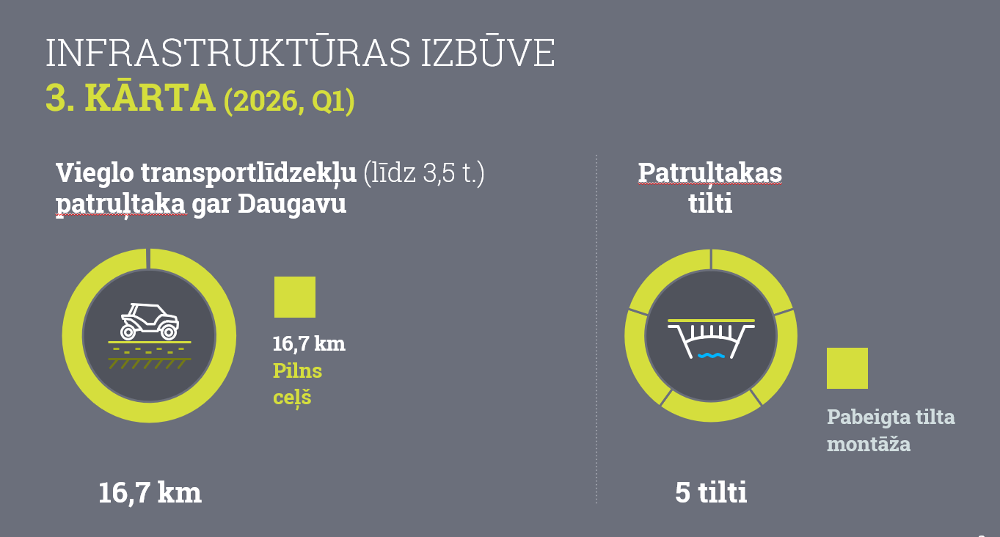 INFRASTRUKTŪRAS IZBŪVE
3. KĀRTA (2026, Q1)
Vieglo transportlīdzekļu (līdz 3,5 t.)
patruļtaka gar Daugavu
16,7 km
Pilns
ceļš
16,7 km
Patruļtakas
tilti
Pabeigta tilta
montāža
5 tilti